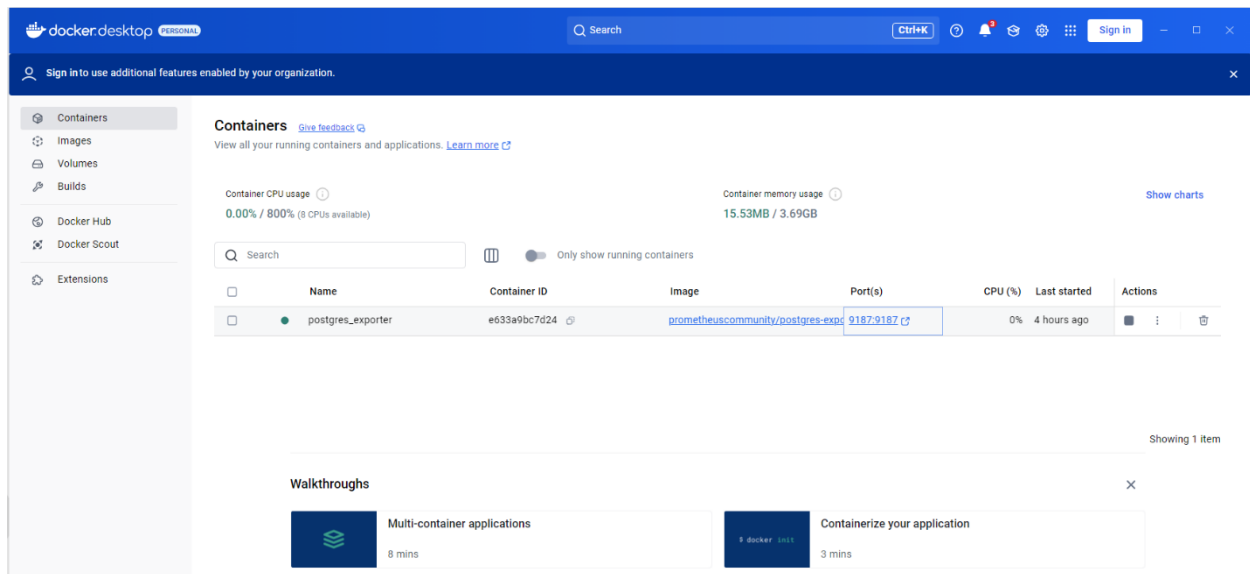 docker.desktop PERSONAL
Search
Ctrl+K
3
Sign in
Sign in to use additional features enabled by your organization.
Containers
Images
Volumes
Builds
Docker Hub
Docker Scout
Extensions
Containers Give feedback
View all your running containers and applications. Learn more
Container CPU usage
0.00% / 800% (8 CPUs available)
Container memory usage
15.53MB / 3.69GB
Show charts
Search
Only show running containers
Name Container ID Image Port(s) CPU (%) Last started Actions
postgres_exporter e633a9bc7d24 prometheuscommunity/postgres-expo 9187:9187 0% 4 hours ago
Showing 1 item
Walkthroughs
Multi-container applications
8 mins
$ docker init
Containerize your application
3 mins